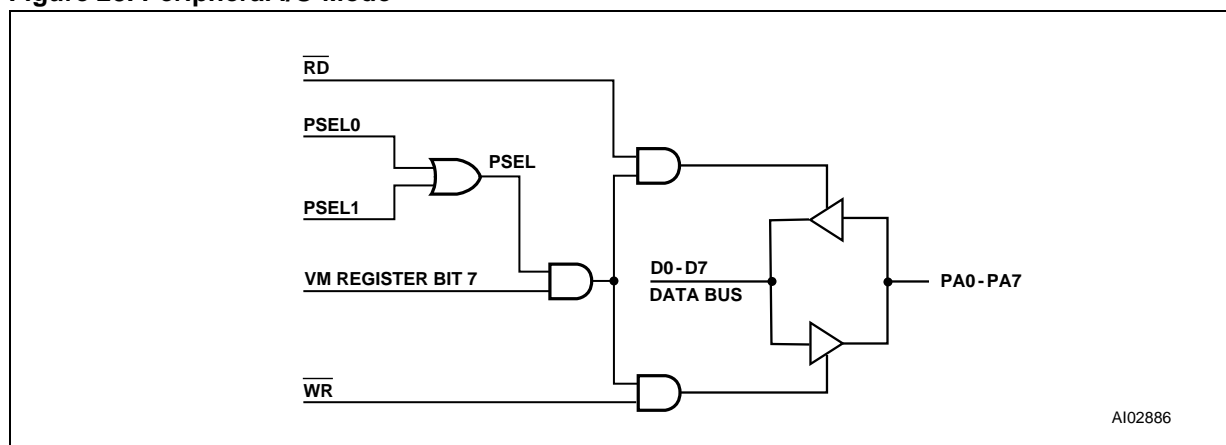 Figure 28. Peripheral I/O Mode
RD
PSEL0
PSEL
PSEL1
VM REGISTER BIT 7
D0-D7
DATA BUS
PA0-PA7
WR
AI02886